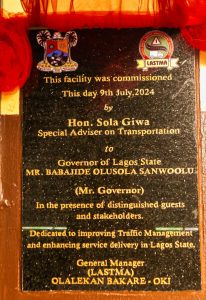 LASTMA
This facility was commissioned
This day 9th July,2024
by
Hon. Sola Giwa
Special Adviser on Transportation
to
Governor of Lagos State
MR. BABAJIDE OLUSOLA SANWOOLU
(Mr. Governor)
In the presence of distinguished guests
and stakeholders.
Dedicated to improving Traffic Management
and enhancing service delivery in Lagos State.
General Manager
(LASTMA)
OLALEKAN BAKARE - OKI